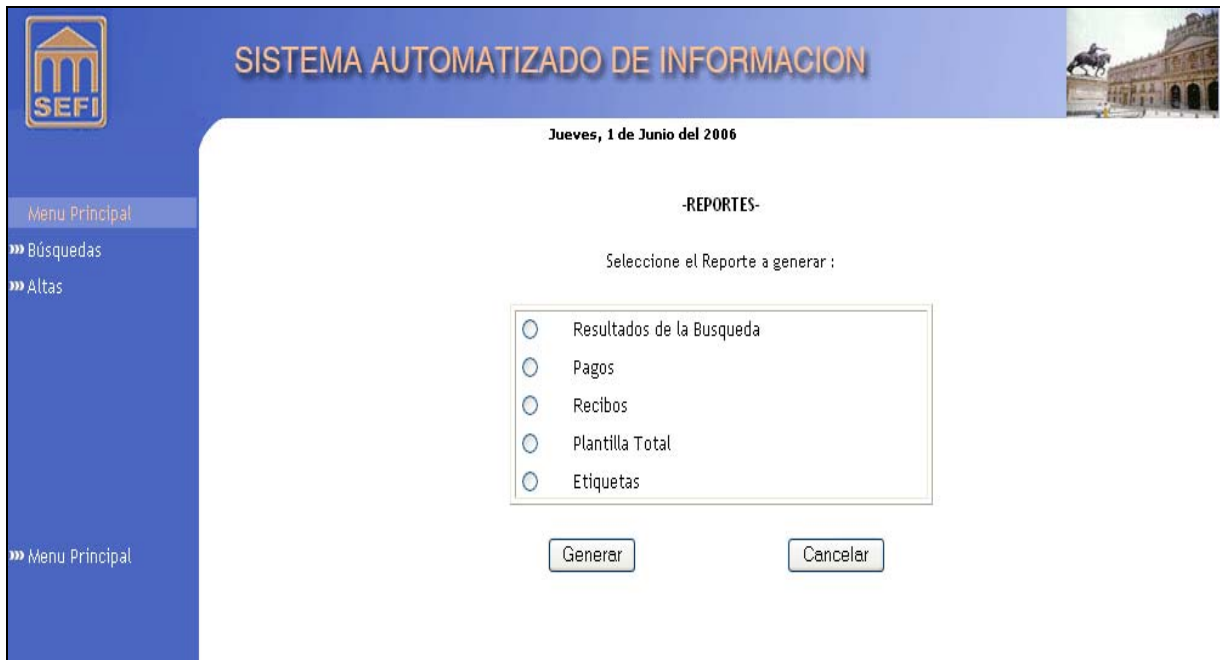 SEFI
SISTEMA AUTOMATIZADO DE INFORMACION
Jueves, 1 de Junio del 2006
Menu Principal
Búsquedas
Altas
Menu Principal
-REPORTES-
Seleccione el Reporte a generar :
Resultados de la Busqueda
Pagos
Recibos
Plantilla Total
Etiquetas
Generar
Cancelar